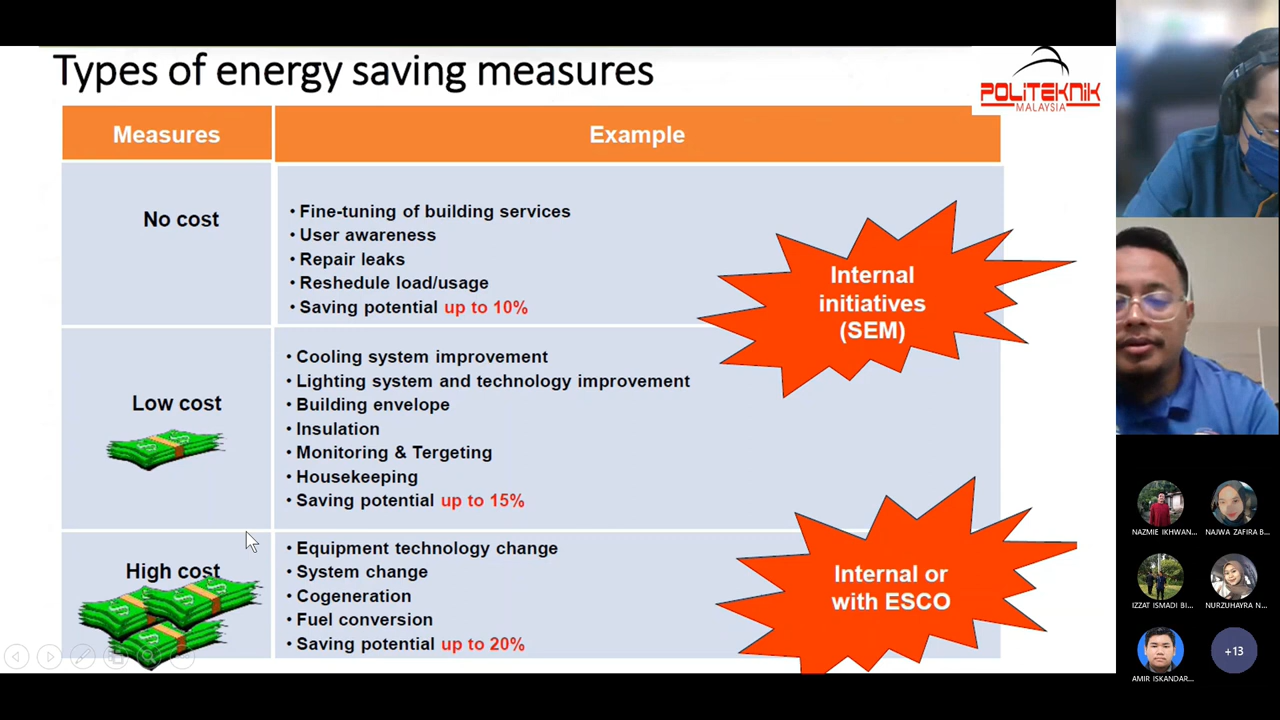 Types of energy saving measures
POLITEKNIK
MALAYSIA
Measures
Example
No cost
• Fine-tuning of building services
• User awareness
• Repair leaks
• Reshedule load/usage
• Saving potential up to 10%
Internal
initiatives
(SEM)
Low cost
• Cooling system improvement
• Lighting system and technology improvement
• Building envelope
• Insulation
• Monitoring & Tergeting
• Housekeeping
• Saving potential up to 15%
High cost
• Equipment technology change
• System change
• Cogeneration
• Fuel conversion
• Saving potential up to 20%
Internal or
with ESCO
NAZMIE IKHWAN...
NAJWA ZAFIRA B...
IZZAT ISMADI BI...
NURZUHAYRA N...
AMIR ISKANDAR...
+13